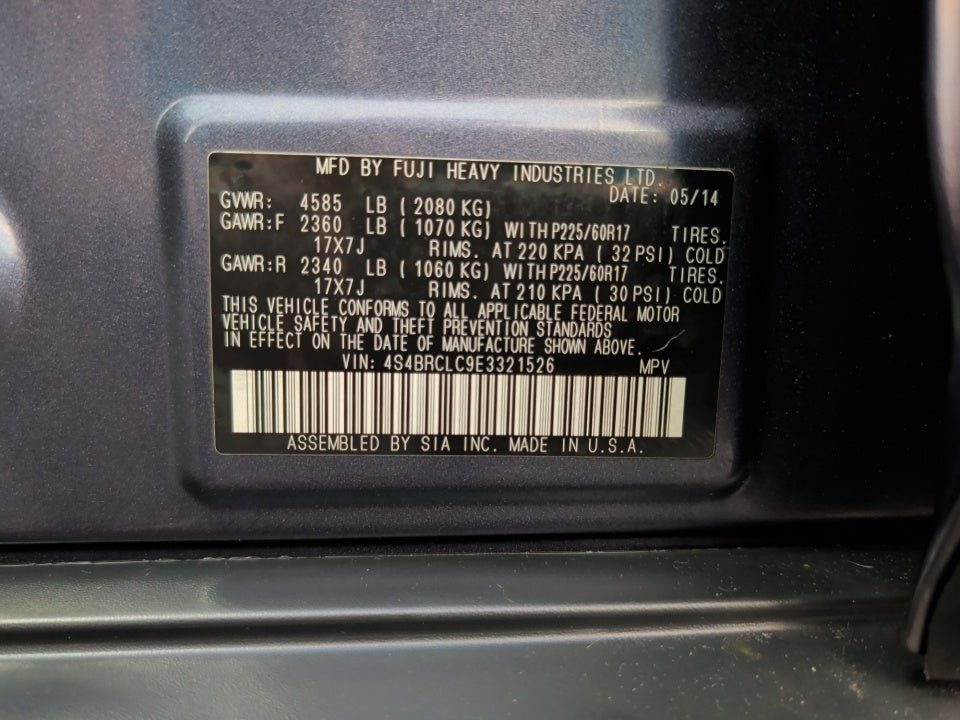 MFD BY FUJI HEAVY INDUSTRIES LTD.
DATE: 05/14
GVWR: 4585 LB ( 2080 KG)
GAWR:F 2360 LB ( 1070 KG) WITH P225/60R17 TIRES.
17X7J RIMS. AT 220 KPA ( 32 PSI) COLD
GAWR:R 2340 LB ( 1060 KG) WITH P225/60R17 TIRES.
17X7J RIMS. AT 210 KPA ( 30 PSI) COLD
THIS VEHICLE CONFORMS TO ALL APPLICABLE FEDERAL MOTOR
VEHICLE SAFETY AND THEFT PREVENTION STANDARDS
IN EFFECT ON THE DATE OF MANUFACTURE SHOWN ABOVE.
VIN: 4S4BRCLC9E3321526 MPV
ASSEMBLED BY SIA INC. MADE IN U.S.A.